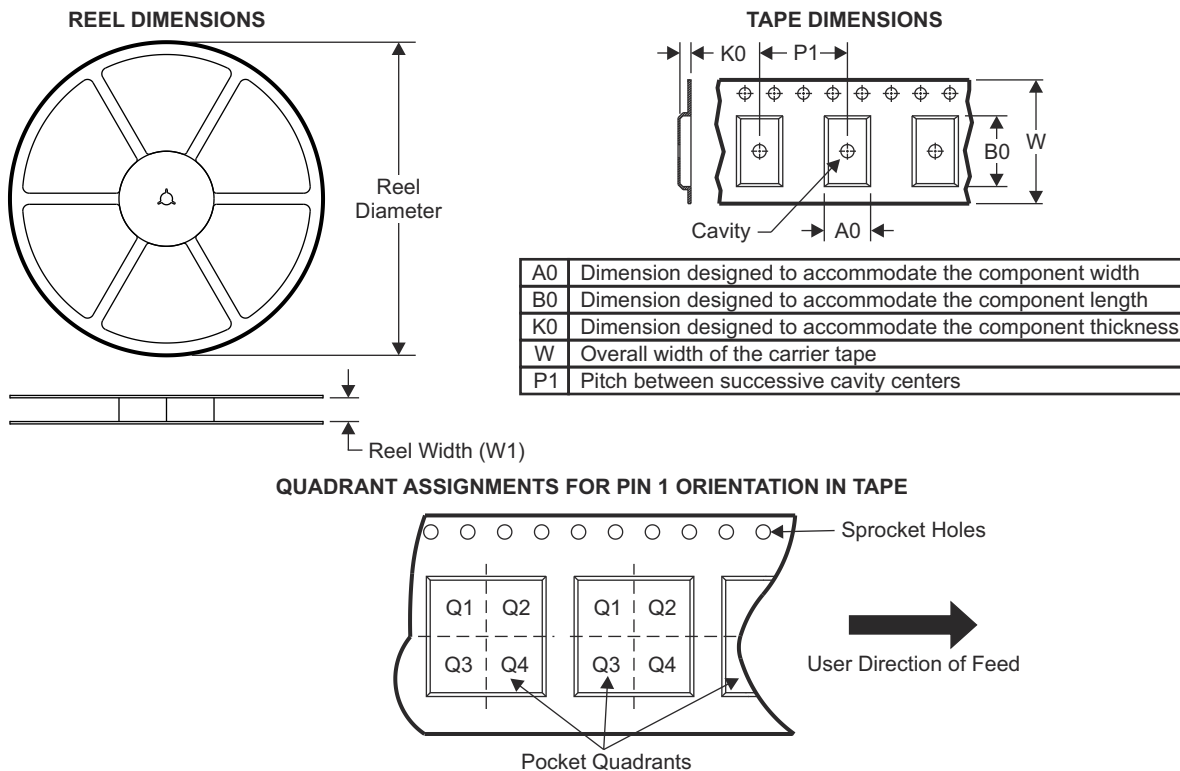 REEL DIMENSIONS
Reel
Diameter
Reel Width (W1)
TAPE DIMENSIONS
K0
P1
W
B0
Cavity
A0
A0 Dimension designed to accommodate the component width
B0 Dimension designed to accommodate the component length
K0 Dimension designed to accommodate the component thickness
W Overall width of the carrier tape
P1 Pitch between successive cavity centers
QUADRANT ASSIGNMENTS FOR PIN 1 ORIENTATION IN TAPE
Sprocket Holes
Q1 Q2 Q1 Q2
Q3 Q4 Q3 Q4
User Direction of Feed
Pocket Quadrants